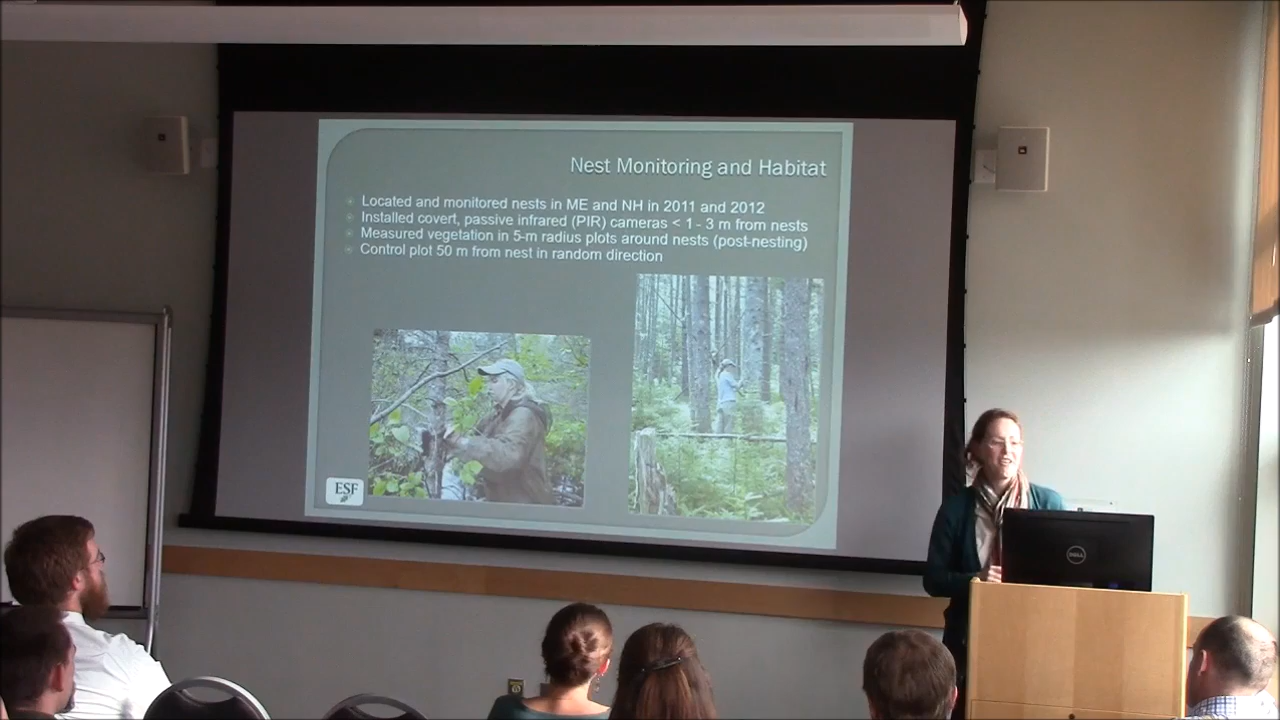 Nest Monitoring and Habitat
Located and monitored nests in ME and NH in 2011 and 2012
Installed covert, passive infrared (PIR) cameras < 1 - 3 m from nests
Measured vegetation in 5-m radius plots around nests (post-nesting)
Control plot 50 m from nest in random direction
ESF
DELL